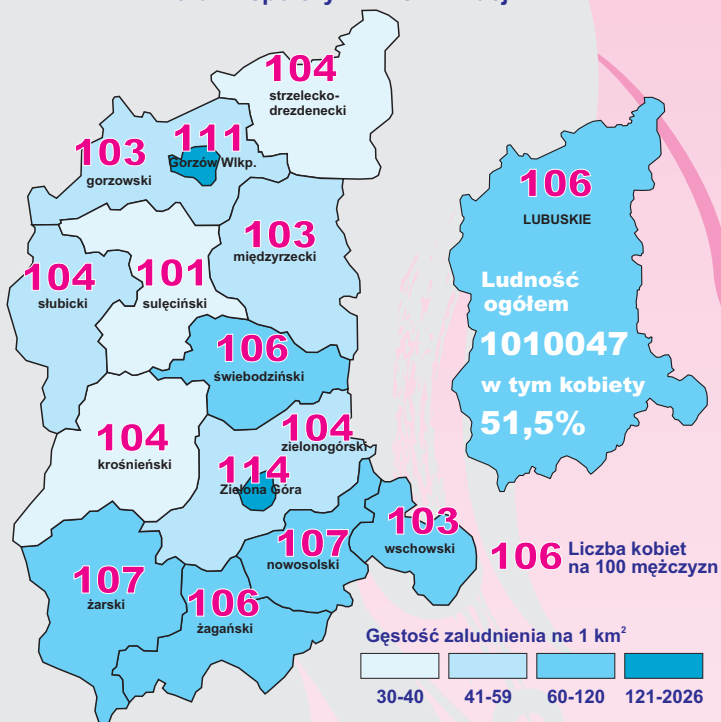 104
strzelecko-
drezdenecki
103
gorzowski
111
Gorzów Wlkp.
103
międzyrzecki
104
słubicki
101
sulęciński
106
świebodziński
104
krośnieński
104
zielonogórski
114
Zielona Góra
107
nowosolski
103
wschowski
107
żarski
106
żagański
106
LUBUSKIE
Ludność
ogółem
1010047
w tym kobiety
51,5%
106 Liczba kobiet
na 100 mężczyzn
Gęstość zaludnienia na 1 km²
30-40 41-59 60-120 121-2026